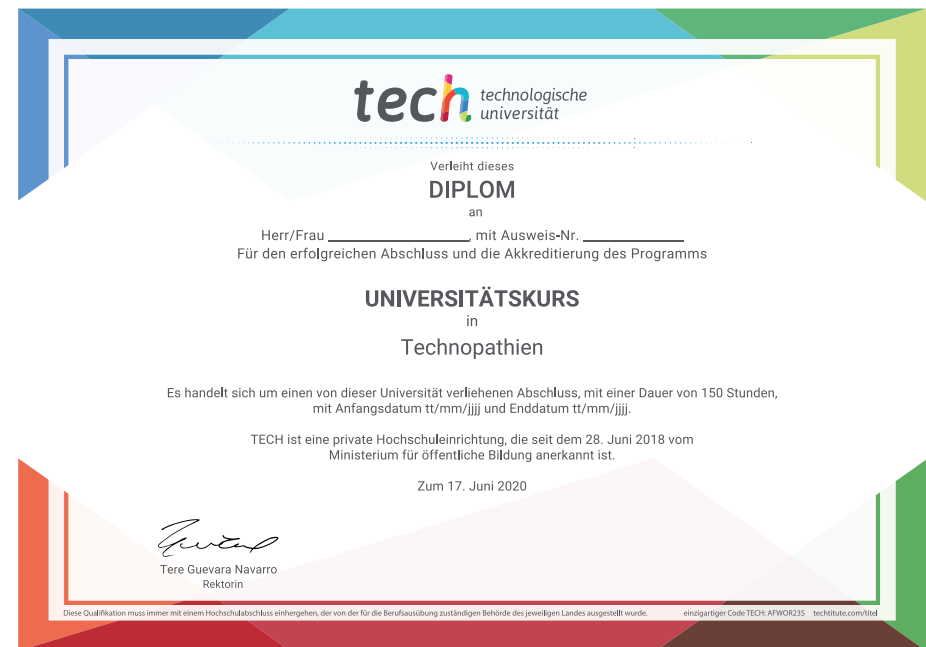 tech technologische
universität
Verleiht dieses
DIPLOM
an
Herr/Frau ____________, mit Ausweis-Nr. ____________
Für den erfolgreichen Abschluss und die Akkreditierung des Programms
UNIVERSITÄTSKURS
in
Technopathien
Es handelt sich um einen von dieser Universität verliehenen Abschluss, mit einer Dauer von 150 Stunden,
mit Anfangsdatum tt/mm/jjjj und Enddatum tt/mm/jjjj.
TECH ist eine private Hochschuleinrichtung, die seit dem 28. Juni 2018 vom
Ministerium für öffentliche Bildung anerkannt ist.
Zum 17. Juni 2020
Tere Guevara Navarro
Rektorin
Diese Qualifikation muss immer mit einem Hochschulabschluss einhergehen, der von der für die Berufsausübung zuständigen Behörde des jeweiligen Landes ausgestellt wurde. einzigartiger Code TECH: AFWOR23S techtitute.com/titel